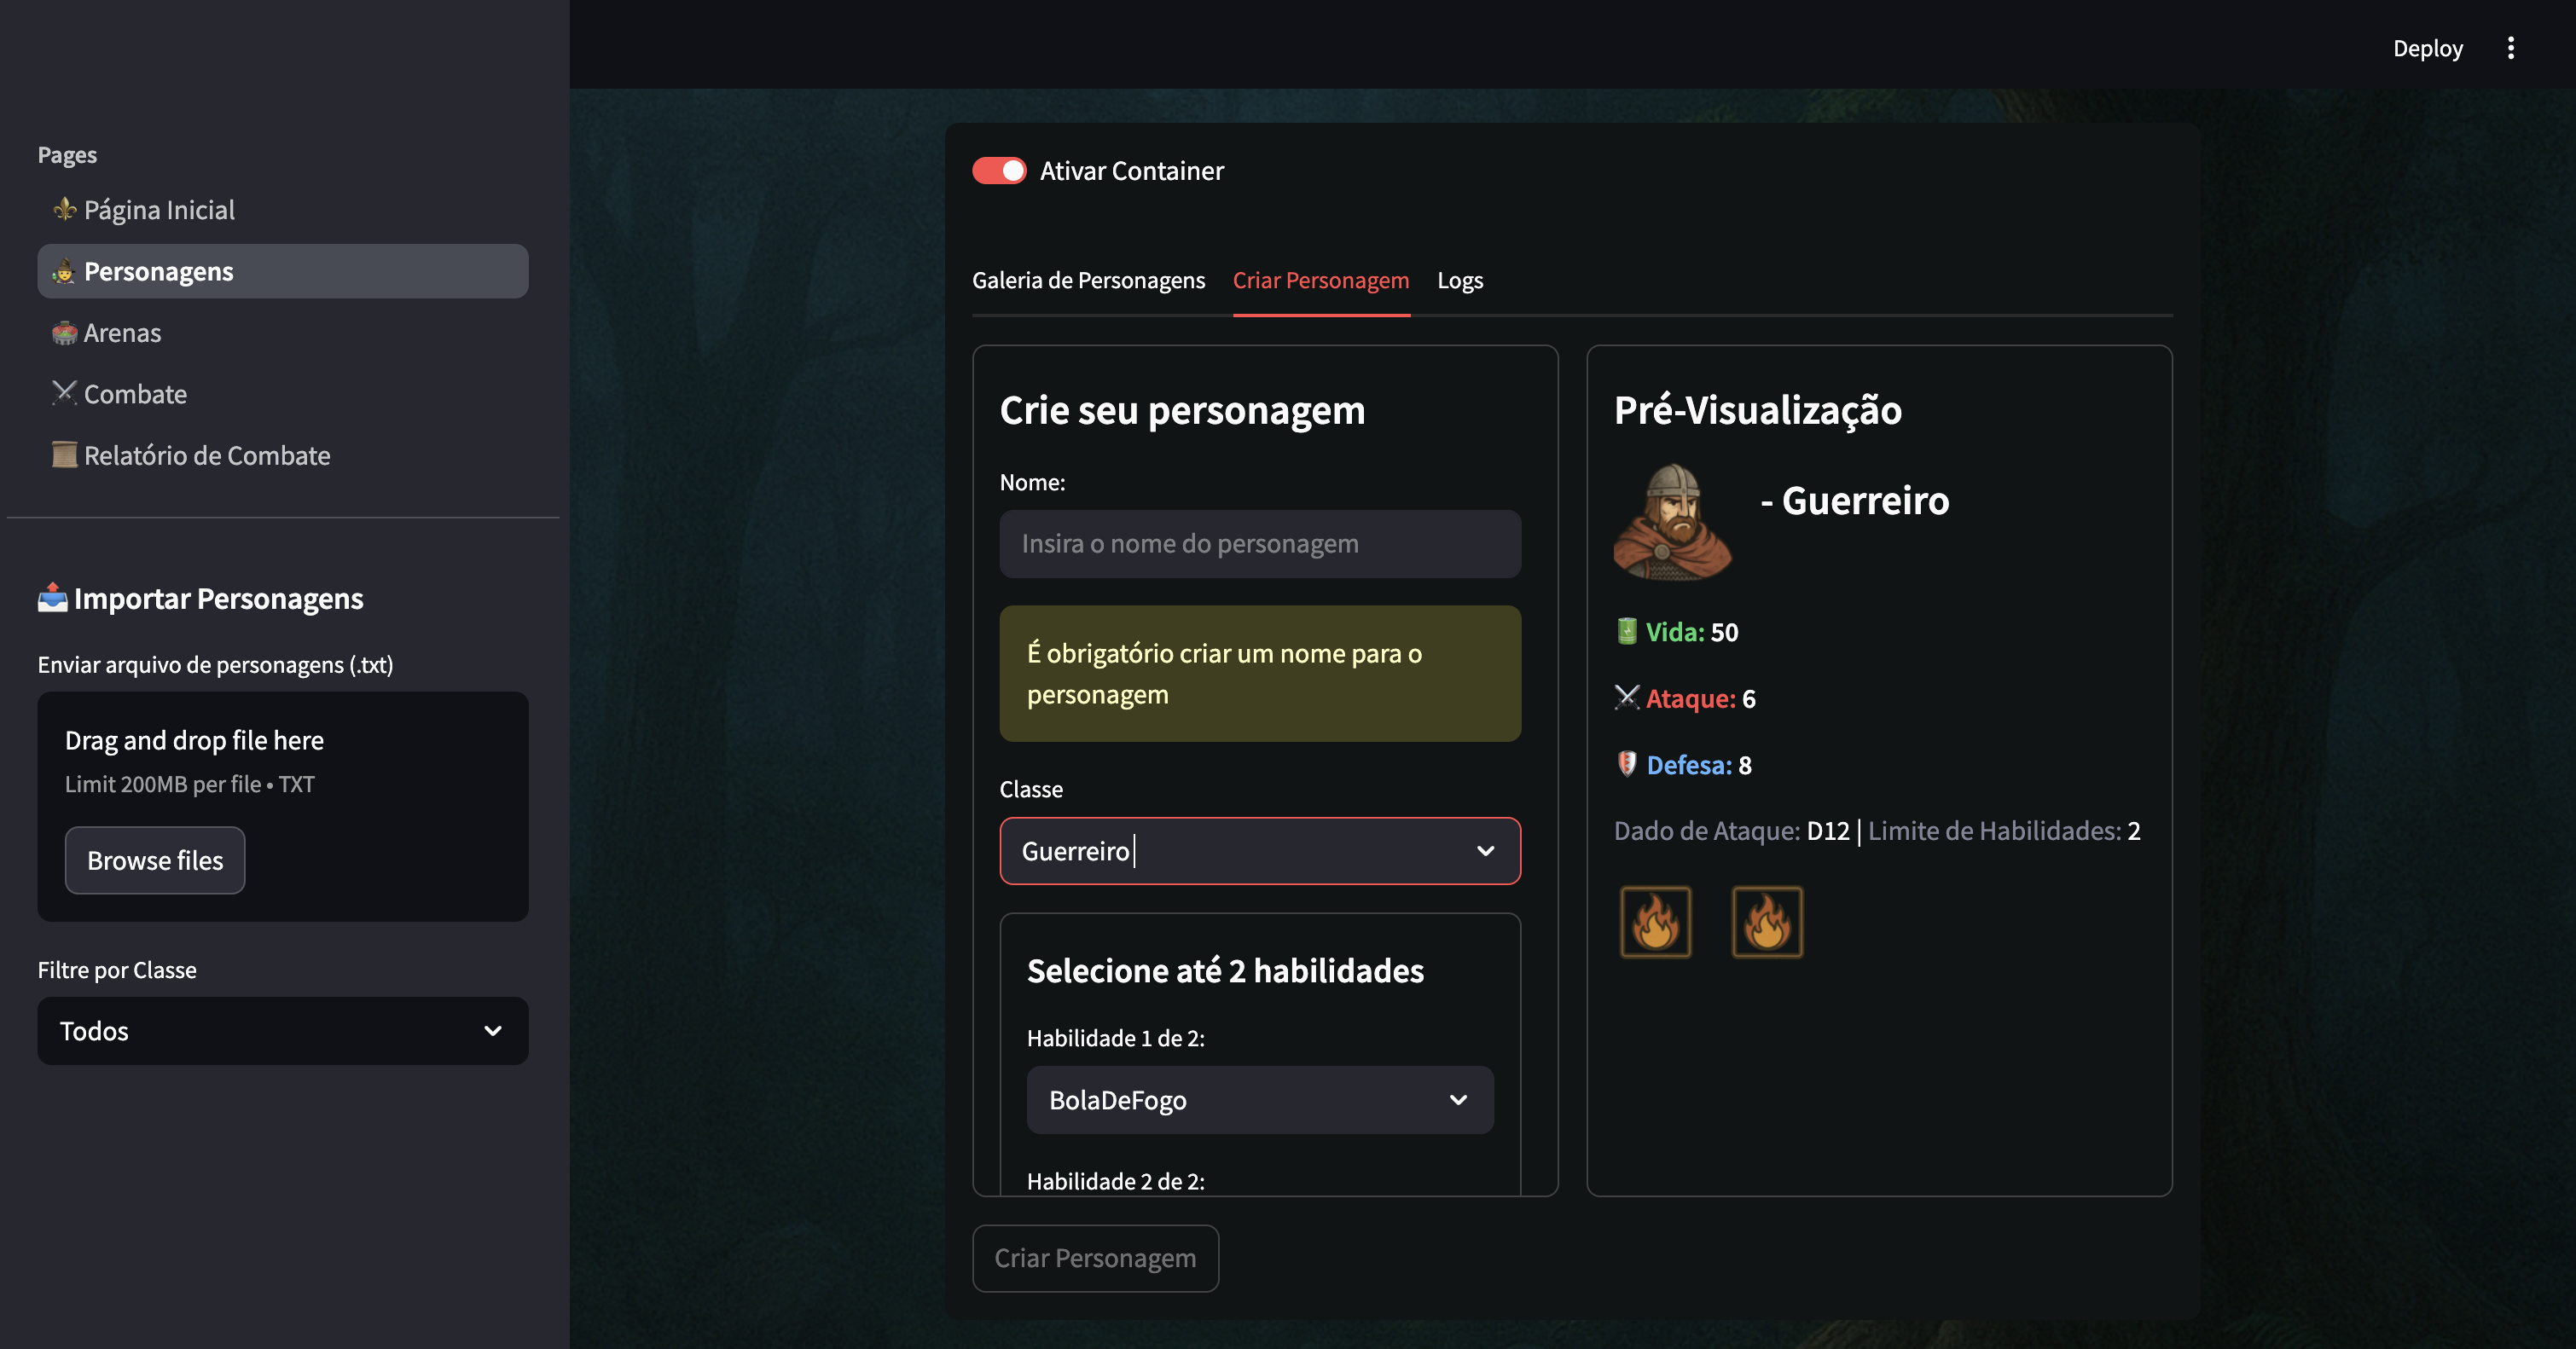 Deploy
Pages
Página Inicial
Personagens
Arenas
Combate
Relatório de Combate
Importar Personagens
Enviar arquivo de personagens (.txt)
Drag and drop file here
Limit 200MB per file • TXT
Browse files
Filtre por Classe
Todos
Ativar Container
Galeria de Personagens Criar Personagem Logs
Crie seu personagem
Nome:
Insira o nome do personagem
É obrigatório criar um nome para o
personagem
Classe
Guerreiro
Selecione até 2 habilidades
Habilidade 1 de 2:
BolaDeFogo
Habilidade 2 de 2:
Criar Personagem
Pré-Visualização
- Guerreiro
Vida: 50
Ataque: 6
Defesa: 8
Dado de Ataque: D12 | Limite de Habilidades: 2